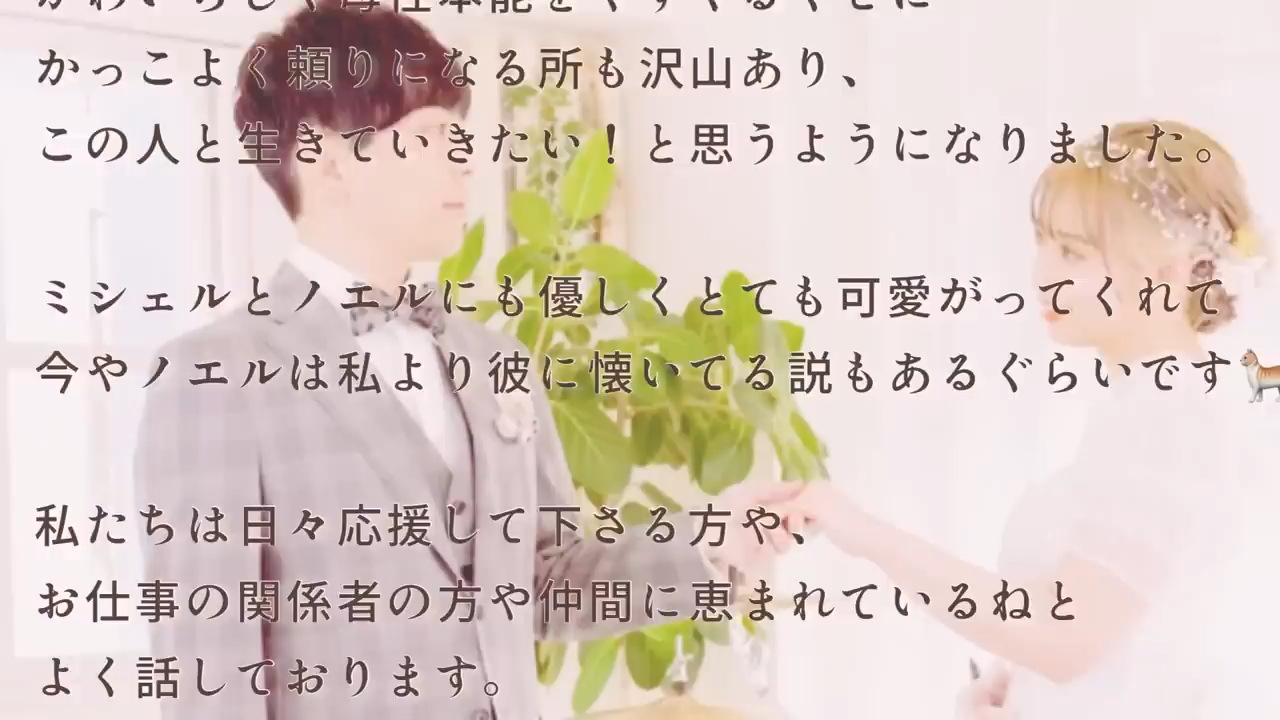 かっこよく頼りになる所も沢山あり、
この人と生きていきたい！と思うようになりました。
ミシェルとノエルにも優しくとても可愛がってくれて
今やノエルは私より彼に懐いてる説もあるぐらいです🐈
私たちは日々応援して下さる方や、
お仕事の関係者の方や仲間に恵まれているねと
よく話しております。